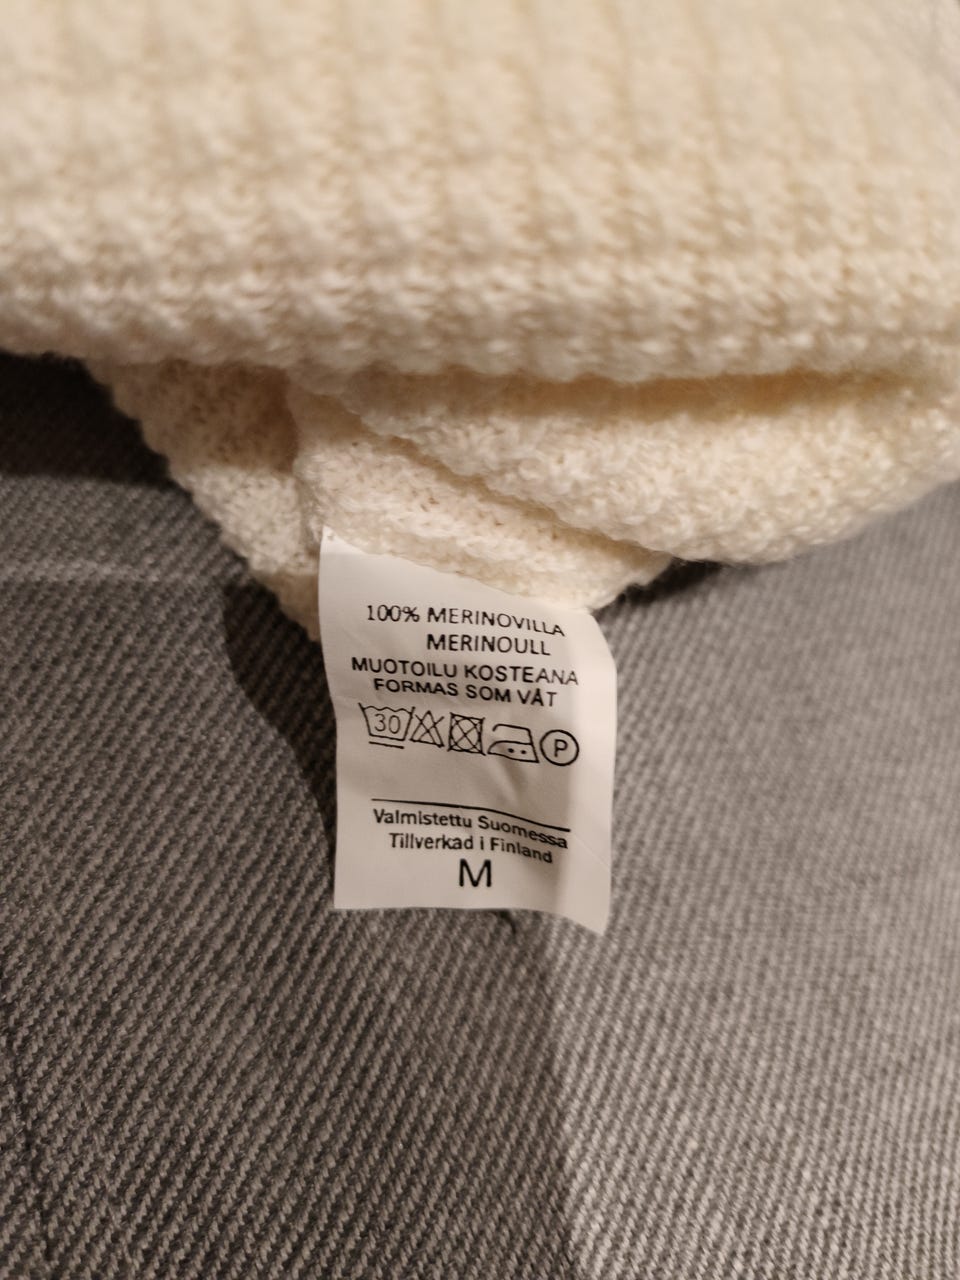 100% MERINOVILLA
MERINOULL
MUOTOILU KOSTEANA
FORMAS SOM VÅT
30 P
Valmistettu Suomessa
Tillverkad i Finland
M